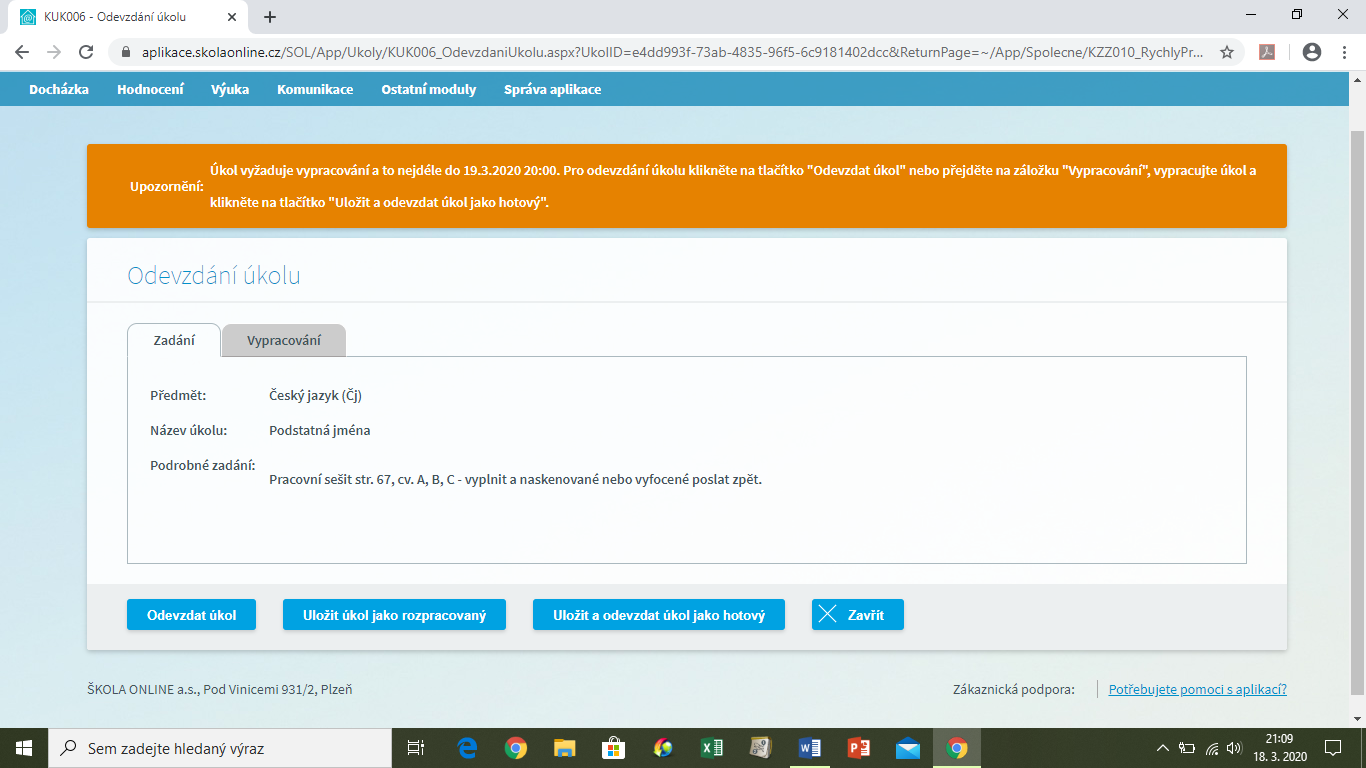 KUK006 - Odevzdání úkolu
aplikace.skolaonline.cz/SOL/App/Ukoly/KUK006_OdevzdaniUkolu.aspx?UkolID=e4dd993f-73ab-4835-96f5-6c9181402dcc&ReturnPage=~/App/Spolecne/KZZ010_RychlyPr...
Docházka Hodnocení Výuka Komunikace Ostatní moduly Správa aplikace
Úkol vyžaduje vypracování a to nejdéle do 19.3.2020 20:00. Pro odevzdání úkolu klikněte na tlačítko "Odevzdat úkol" nebo přejděte na záložku "Vypracování", vypracujte úkol a
Upozornění:
klikněte na tlačítko "Uložit a odevzdat úkol jako hotový".
Odevzdání úkolu
Zadání Vypracování
Předmět: Český jazyk (Čj)
Název úkolu: Podstatná jména
Podrobné zadání:
Pracovní sešit str. 67, cv. A, B, C - vyplnit a naskenované nebo vyfocené poslat zpět.
Odevzdat úkol Uložit úkol jako rozpracovaný Uložit a odevzdat úkol jako hotový Zavřít
ŠKOLA ONLINE a.s., Pod Vinicemi 931/2, Plzeň Zákaznická podpora: Potřebujete pomoci s aplikací?
Sem zadejte hledaný výraz
21:09
18. 3. 2020